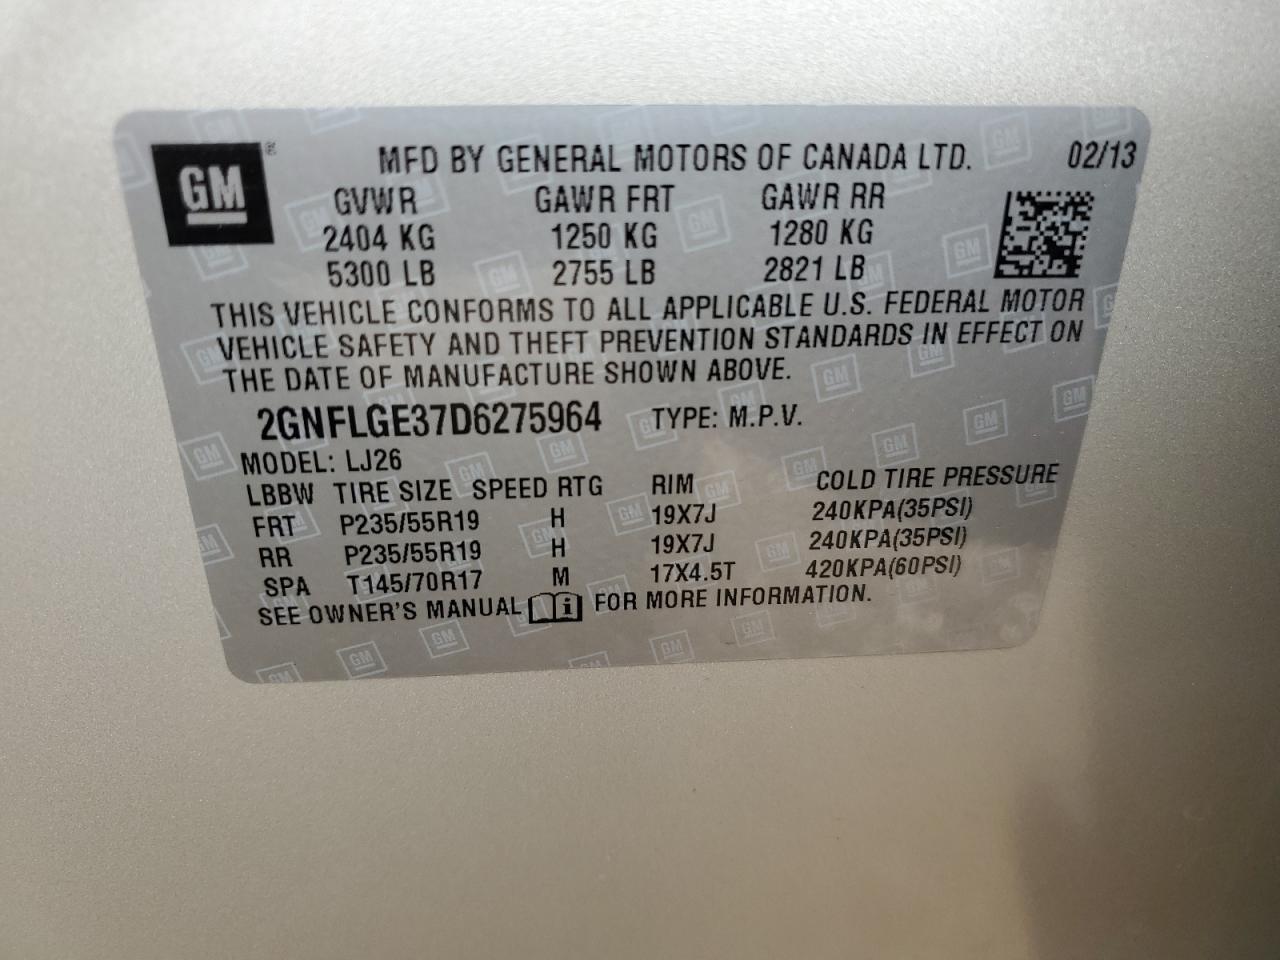 GM ®
MFD BY GENERAL MOTORS OF CANADA LTD. 02/13
GVWR GAWR FRT GAWR RR
2404 KG 1250 KG 1280 KG
5300 LB 2755 LB 2821 LB
THIS VEHICLE CONFORMS TO ALL APPLICABLE U.S. FEDERAL MOTOR
VEHICLE SAFETY AND THEFT PREVENTION STANDARDS IN EFFECT ON
THE DATE OF MANUFACTURE SHOWN ABOVE.
2GNFLGE37D6275964 TYPE: M.P.V.
MODEL: LJ26
LBBW TIRE SIZE SPEED RTG RIM COLD TIRE PRESSURE
FRT P235/55R19 H 19X7J 240KPA(35PSI)
RR P235/55R19 H 19X7J 240KPA(35PSI)
SPA T145/70R17 M 17X4.5T 420KPA(60PSI)
SEE OWNER'S MANUAL i FOR MORE INFORMATION.